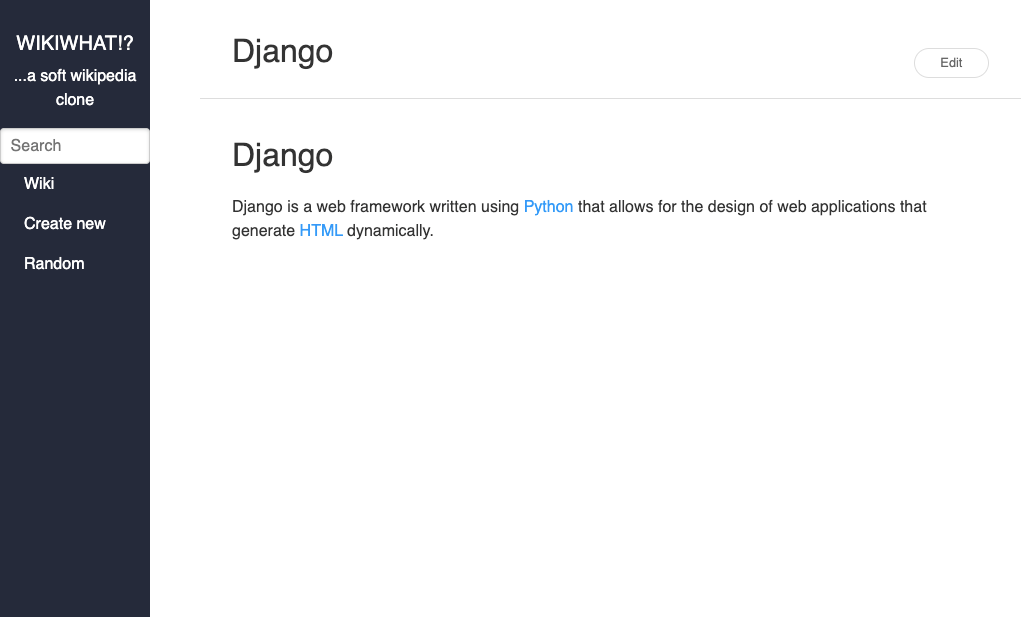 WIKIWHAT!?
...a soft wikipedia
clone
Search
Wiki
Create new
Random
Django
Edit
Django
Django is a web framework written using Python that allows for the design of web applications that
generate HTML dynamically.